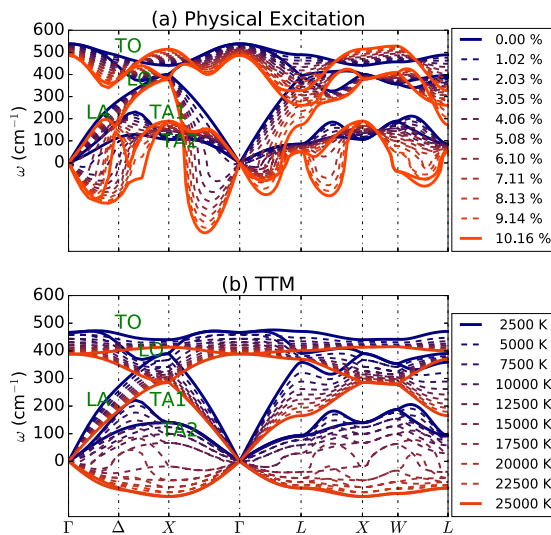 (a) Physical Excitation
600
500
400
300
200
100
0
ω (cm⁻¹)
TO
LO
LA
TA1
TA2
0.00 %
1.02 %
2.03 %
3.05 %
4.06 %
5.08 %
6.10 %
7.11 %
8.13 %
9.14 %
10.16 %
(b) TTM
600
500
400
300
200
100
0
ω (cm⁻¹)
TO
LO
LA
TA1
TA2
2500 K
5000 K
7500 K
10000 K
12500 K
15000 K
17500 K
20000 K
22500 K
25000 K
Γ Δ X Γ L X W L